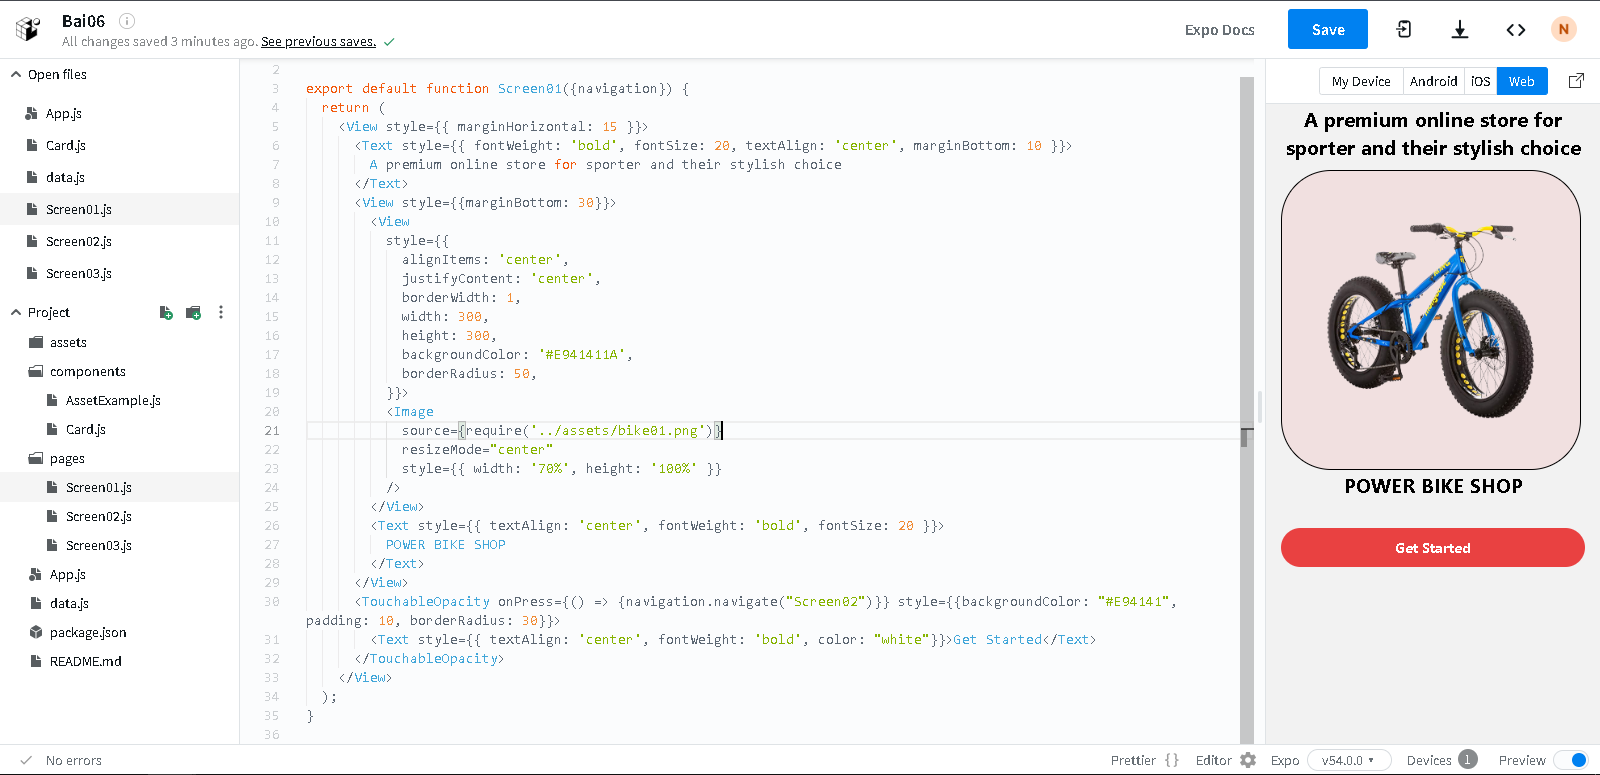 Bai06
All changes saved 3 minutes ago. See previous saves.
Expo Docs
Save
N
Open files
App.js
Card.js
data.js
Screen01.js
Screen02.js
Screen03.js
Project
assets
components
AssetExample.js
Card.js
pages
Screen01.js
Screen02.js
Screen03.js
App.js
data.js
package.json
README.md
2
3 export default function Screen01({navigation}) {
4 return (
5 <View style={{ marginHorizontal: 15 }}>
6 <Text style={{ fontWeight: 'bold', fontSize: 20, textAlign: 'center', marginBottom: 10 }}>
7 A premium online store for sporter and their stylish choice
8 </Text>
9 <View style={{marginBottom: 30}}>
10 <View
11 style={{
12 alignItems: 'center',
13 justifyContent: 'center',
14 borderWidth: 1,
15 width: 300,
16 height: 300,
17 backgroundColor: '#E941411A',
18 borderRadius: 50,
19 }}>
20 <Image
21 source={require('../assets/bike01.png')}
22 resizeMode="center"
23 style={{ width: '70%', height: '100%' }}
24 />
25 </View>
26 <Text style={{ textAlign: 'center', fontWeight: 'bold', fontSize: 20 }}>
27 POWER BIKE SHOP
28 </Text>
29 </View>
30 <TouchableOpacity onPress={() => {navigation.navigate("Screen02")}} style={{backgroundColor: "#E94141",
padding: 10, borderRadius: 30}}>
31 <Text style={{ textAlign: 'center', fontWeight: 'bold', color: "white"}}>Get Started</Text>
32 </TouchableOpacity>
33 </View>
34 );
35 }
36
My Device Android iOS Web
A premium online store for
sporter and their stylish choice
POWER BIKE SHOP
Get Started
No errors
Prettier {} Editor Expo v54.0.0 Devices 1 Preview